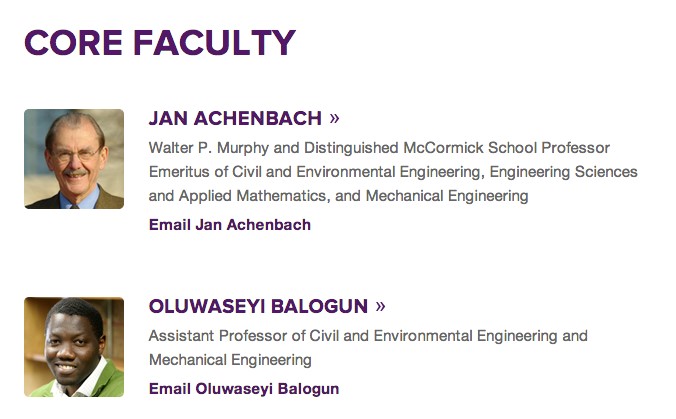 CORE FACULTY
JAN ACHENBACH »
Walter P. Murphy and Distinguished McCormick School Professor
Emeritus of Civil and Environmental Engineering, Engineering Sciences
and Applied Mathematics, and Mechanical Engineering
Email Jan Achenbach
OLUWASEYI BALOGUN »
Assistant Professor of Civil and Environmental Engineering and
Mechanical Engineering
Email Oluwaseyi Balogun